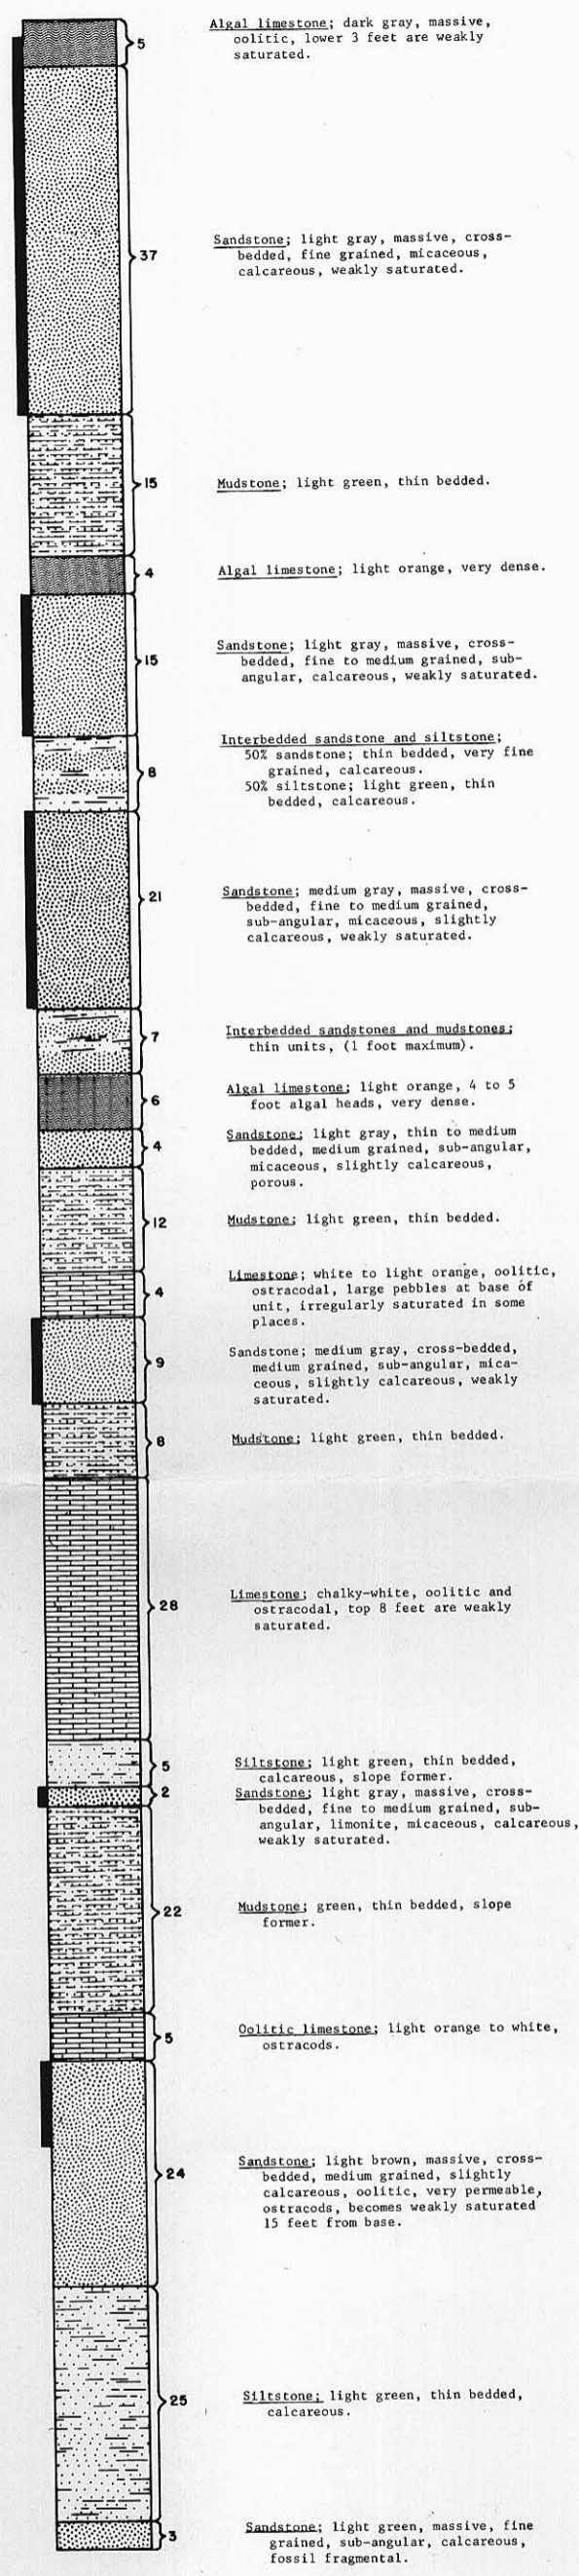 Algal limestone; dark gray, massive,
oolitic, lower 3 feet are weakly
saturated.
5
Sandstone; light gray, massive, cross-
bedded, fine grained, micaceous,
calcareous, weakly saturated.
37
Mudstone; light green, thin bedded.
15
Algal limestone; light orange, very dense.
4
Sandstone; light gray, massive, cross-
bedded, fine to medium grained, sub-
angular, calcareous, weakly saturated.
15
Interbedded sandstone and siltstone;
50% sandstone; thin bedded, very fine
grained, calcareous.
50% siltstone; light green, thin
bedded, calcareous.
8
Sandstone; medium gray, massive, cross-
bedded, fine to medium grained,
sub-angular, micaceous, slightly
calcareous, weakly saturated.
21
Interbedded sandstones and mudstones;
thin units, (1 foot maximum).
7
Algal limestone; light orange, 4 to 5
foot algal heads, very dense.
6
Sandstone; light gray, thin to medium
bedded, medium grained, sub-angular,
micaceous, slightly calcareous,
porous.
4
Mudstone; light green, thin bedded.
12
Limestone; white to light orange, oolitic,
ostracodal, large pebbles at base of
unit, irregularly saturated in some
places.
4
Sandstone; medium gray, cross-bedded,
medium grained, sub-angular, mica-
ceous, slightly calcareous, weakly
saturated.
9
Mudstone; light green, thin bedded.
8
Limestone; chalky-white, oolitic and
ostracodal, top 8 feet are weakly
saturated.
28
Siltstone; light green, thin bedded,
calcareous, slope former.
5
Sandstone; light gray, massive, cross-
bedded, fine to medium grained, sub-
angular, limonite, micaceous, calcareous,
weakly saturated.
2
Mudstone; green, thin bedded, slope
former.
22
Oolitic limestone; light orange to white,
ostracods.
5
Sandstone; light brown, massive, cross-
bedded, medium grained, slightly
calcareous, oolitic, very permeable,
ostracods, becomes weakly saturated
15 feet from base.
24
Siltstone; light green, thin bedded,
calcareous.
25
Sandstone; light green, massive, fine
grained, sub-angular, calcareous,
fossil fragmental.
3